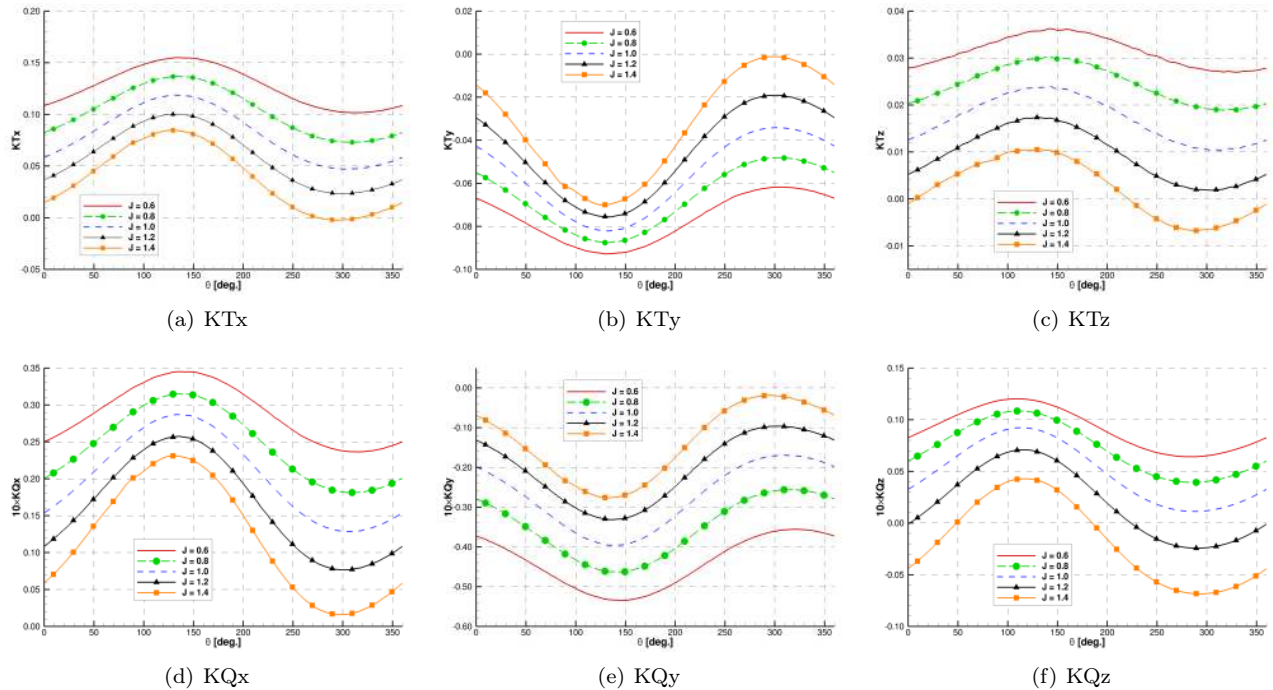 0.20
0.15
0.10
0.05
0.00
-0.05
KTx
0 50 100 150 200 250 300 350
θ [deg.]
J = 0.6
J = 0.8
J = 1.0
J = 1.2
J = 1.4
(a) KTx
0.02
0.00
-0.02
-0.04
-0.06
-0.08
-0.10
KTy
0 50 100 150 200 250 300 350
θ [deg.]
J = 0.6
J = 0.8
J = 1.0
J = 1.2
J = 1.4
(b) KTy
0.04
0.03
0.02
0.01
0.00
-0.01
KTz
0 50 100 150 200 250 300 350
θ [deg.]
J = 0.6
J = 0.8
J = 1.0
J = 1.2
J = 1.4
(c) KTz
0.35
0.30
0.25
0.20
0.15
0.10
0.05
0.00
10×KQx
0 50 100 150 200 250 300 350
θ [deg.]
J = 0.6
J = 0.8
J = 1.0
J = 1.2
J = 1.4
(d) KQx
0.00
-0.10
-0.20
-0.30
-0.40
-0.50
-0.60
10×KQy
0 50 100 150 200 250 300 350
θ [deg.]
J = 0.6
J = 0.8
J = 1.0
J = 1.2
J = 1.4
(e) KQy
0.15
0.10
0.05
0.00
-0.05
-0.10
10×KQz
0 50 100 150 200 250 300 350
θ [deg.]
J = 0.6
J = 0.8
J = 1.0
J = 1.2
J = 1.4
(f) KQz